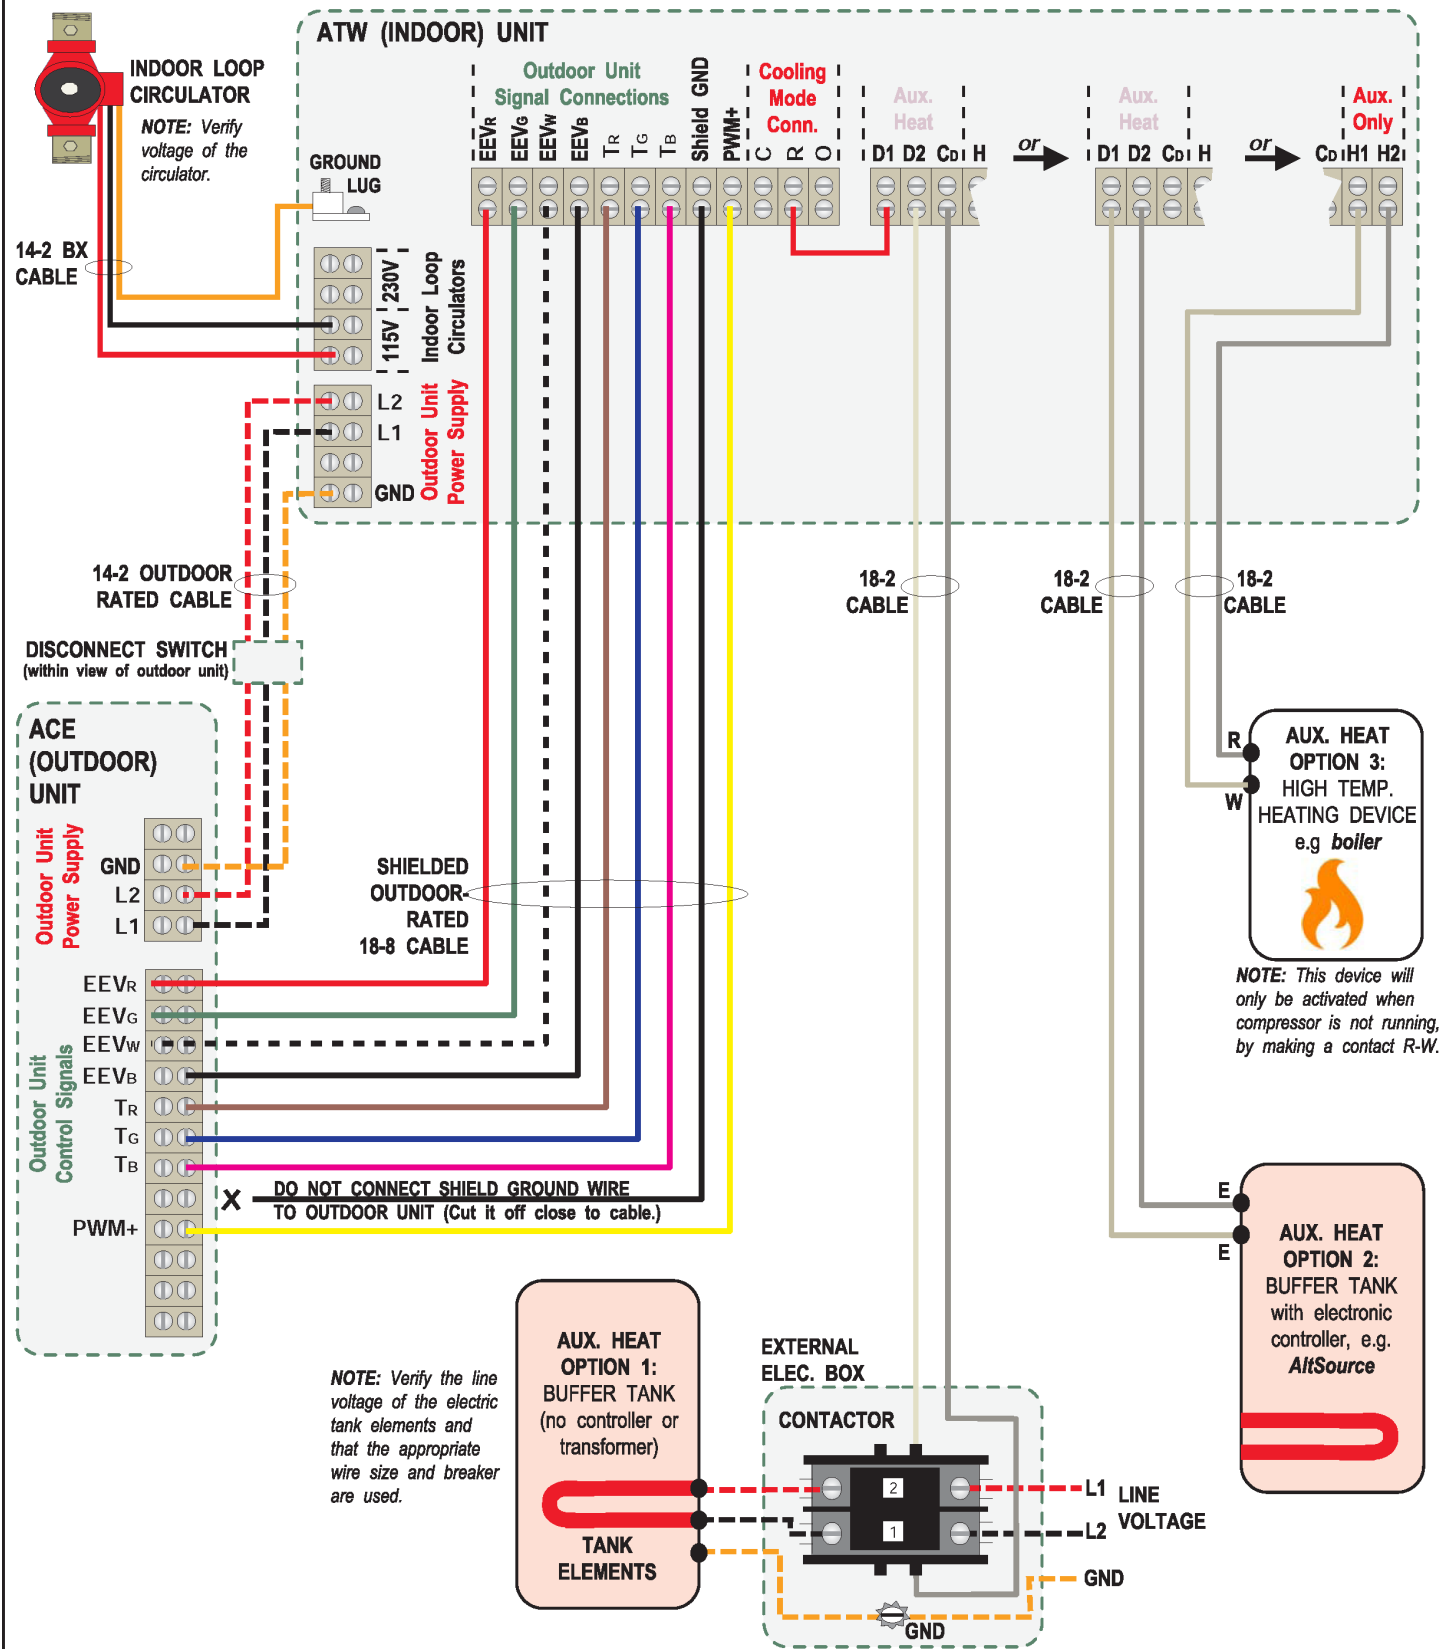 ATW (INDOOR) UNIT
INDOOR LOOP
CIRCULATOR
NOTE: Verify
voltage of the
circulator.
GROUND
LUG
14-2 BX
CABLE
Outdoor Unit
Signal Connections
EEVR
EEVG
EEVW
EEVB
TR
TG
TB
Shield GND
PWM+
Cooling
Mode
Conn.
C
R
O
Aux.
Heat
D1 D2 CD H
or
Aux.
Heat
D1 D2 CD H
or
Aux.
Only
CD H1 H2
230V
115V
Indoor Loop
Circulators
L2
L1
GND
Outdoor Unit
Power Supply
14-2 OUTDOOR
RATED CABLE
DISCONNECT SWITCH
(within view of outdoor unit)
18-2
CABLE
18-2
CABLE
18-2
CABLE
ACE
(OUTDOOR)
UNIT
Outdoor Unit
Power Supply
GND
L2
L1
Outdoor Unit
Control Signals
EEVR
EEVG
EEVW
EEVB
TR
TG
TB
PWM+
SHIELDED
OUTDOOR-
RATED
18-8 CABLE
X
DO NOT CONNECT SHIELD GROUND WIRE
TO OUTDOOR UNIT (Cut it off close to cable.)
R
W
AUX. HEAT
OPTION 3:
HIGH TEMP.
HEATING DEVICE
e.g boiler
NOTE: This device will
only be activated when
compressor is not running,
by making a contact R-W.
E
E
AUX. HEAT
OPTION 2:
BUFFER TANK
with electronic
controller, e.g.
AltSource
NOTE: Verify the line
voltage of the electric
tank elements and
that the appropriate
wire size and breaker
are used.
AUX. HEAT
OPTION 1:
BUFFER TANK
(no controller or
transformer)
TANK
ELEMENTS
EXTERNAL
ELEC. BOX
CONTACTOR
2
1
L1
L2
LINE
VOLTAGE
GND
GND